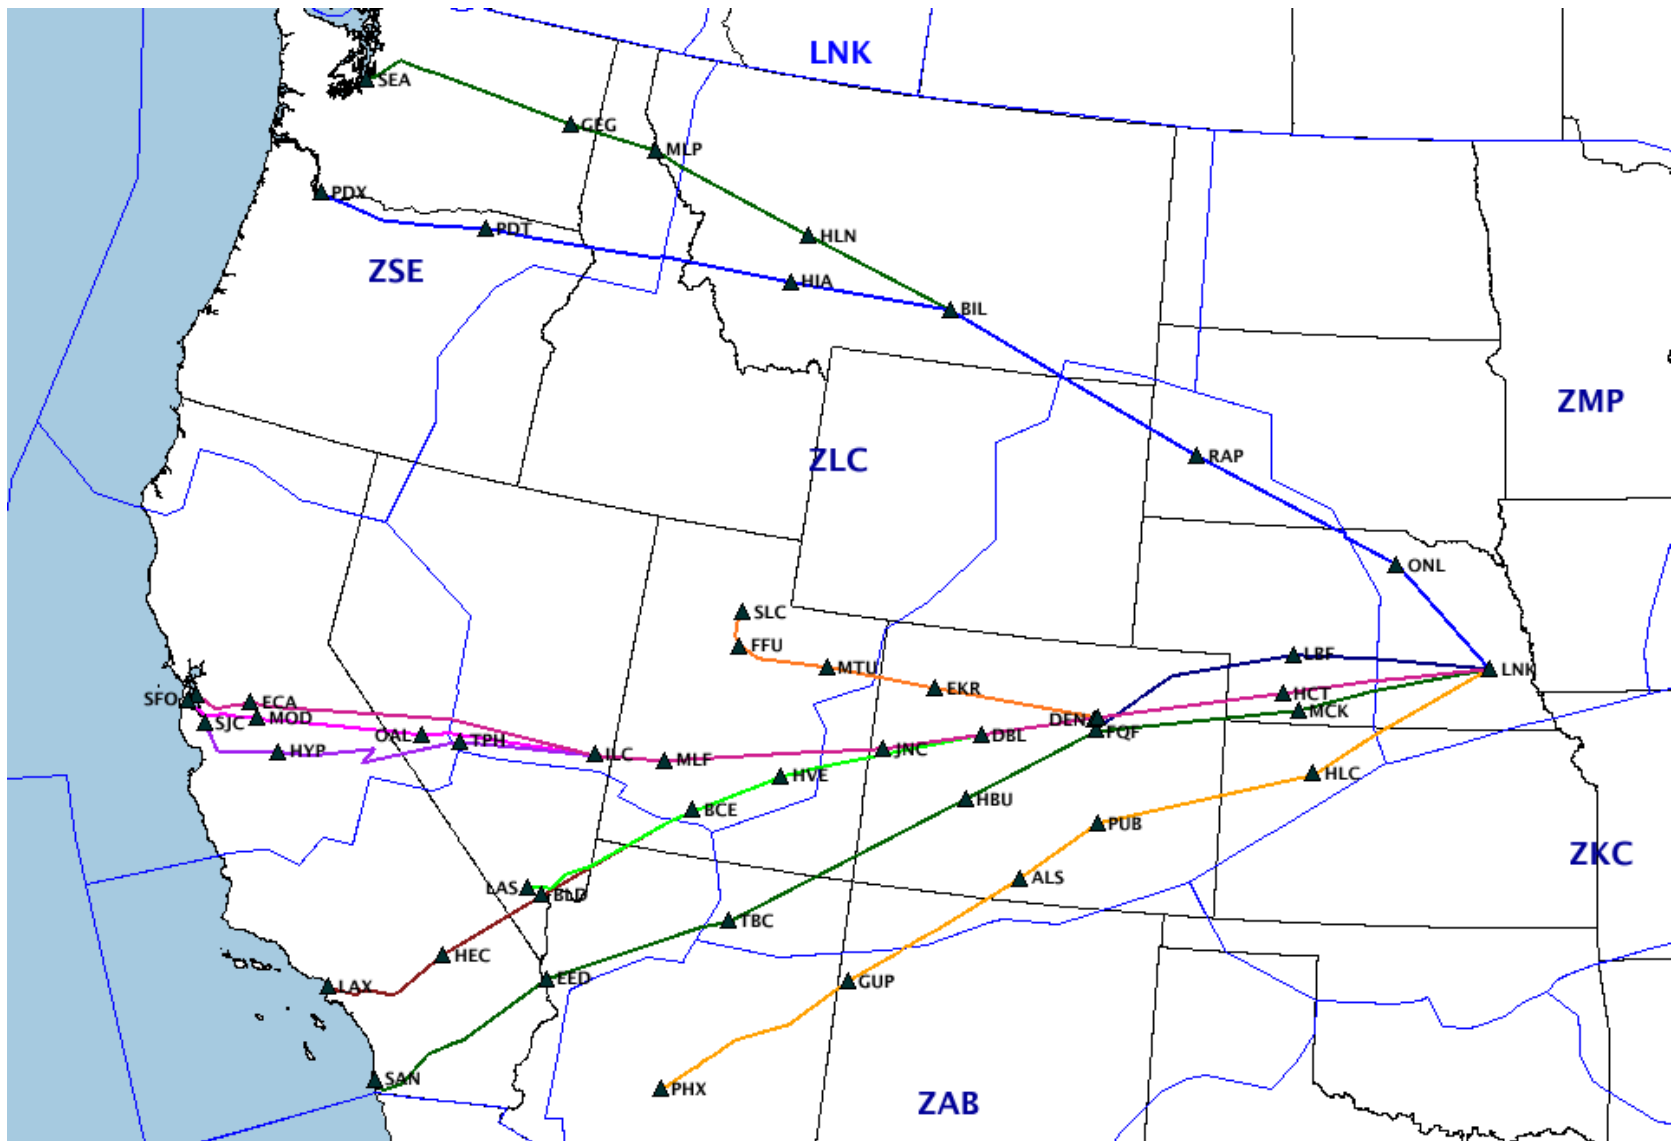 LNK
SEA
GEG
MLP
PDX
PDT
HLN
ZSE
HIA
BIL
ZMP
ZLC
RAP
ONL
SLC
FFU
MTU
LBF
LNK
EKR
SFO
ECA
HCT
MOD
MCK
SJC
DEN
OAL
TPH
FQF
DBL
HYP
ILC
MLF
JNC
HVE
HLC
HBU
BCE
PUB
ZKC
LAS
BLD
ALS
TBC
HEC
EED
GUP
LAX
SAN
PHX
ZAB